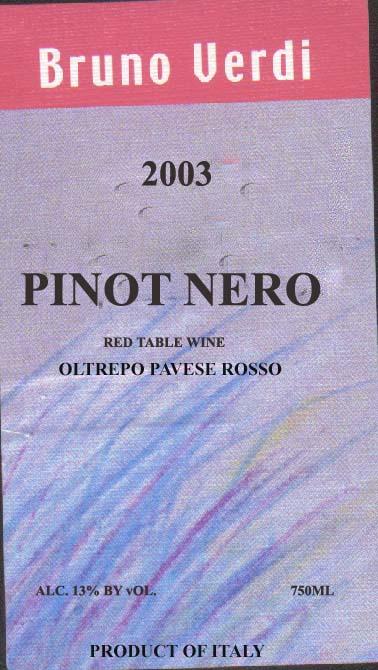 Bruno Verdi
2003
PINOT NERO
RED TABLE WINE
OLTREPO PAVESE ROSSO
ALC. 13% BY vOL. 750ML
PRODUCT OF ITALY